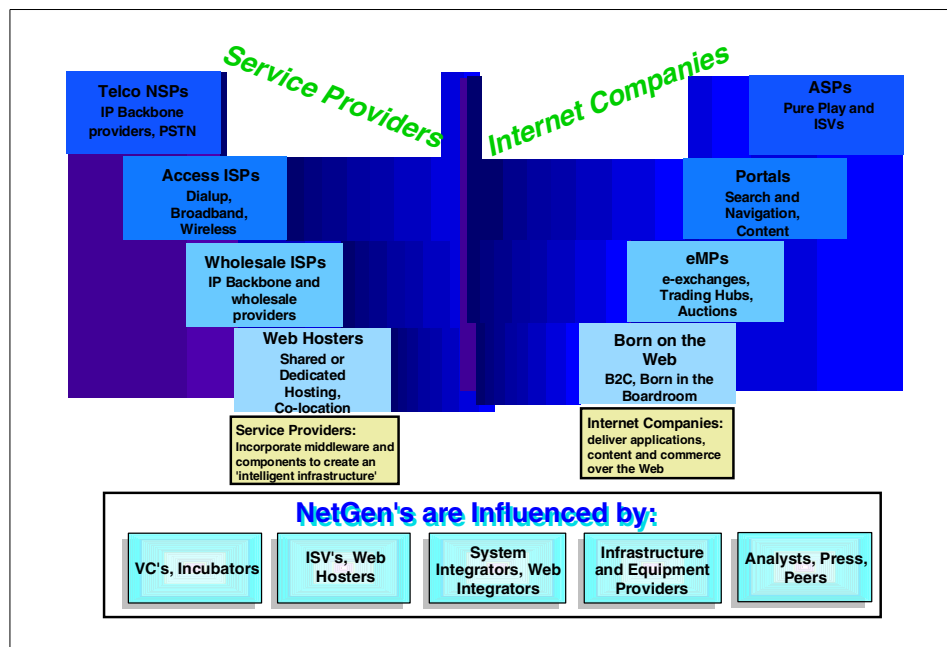 Service Providers
Internet Companies
Telco NSPs
IP Backbone
providers, PSTN
Access ISPs
Dialup,
Broadband,
Wireless
Wholesale ISPs
IP Backbone and
wholesale
providers
Web Hosters
Shared or
Dedicated
Hosting,
Co-location
Service Providers:
Incorporate middleware and
components to create an
'intelligent infrastructure'
ASPs
Pure Play and
ISVs
Portals
Search and
Navigation,
Content
eMPs
e-exchanges,
Trading Hubs,
Auctions
Born on the
Web
B2C, Born in the
Boardroom
Internet Companies:
deliver applications,
content and commerce
over the Web
NetGen's are Influenced by:
VC's, Incubators
ISV's, Web
Hosters
System
Integrators, Web
Integrators
Infrastructure
and Equipment
Providers
Analysts, Press,
Peers